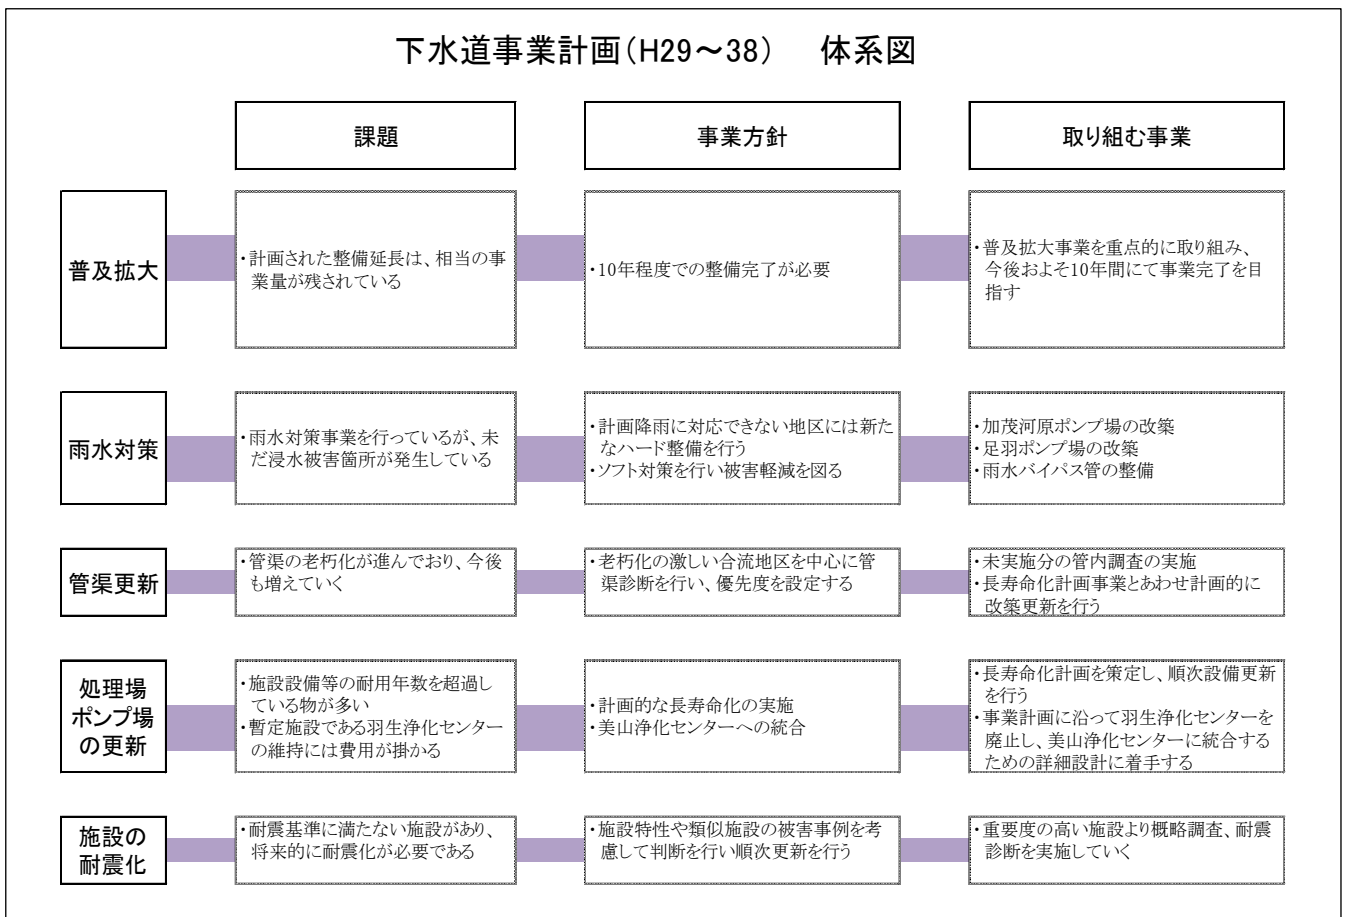 下水道事業計画(H29～38)　体系図
課題
事業方針
取り組む事業
普及拡大
・計画された整備延長は、相当の事
業量が残されている
・10年程度での整備完了が必要
・普及拡大事業を重点的に取り組み、
今後おおよそ10年間にて事業完了を目
指す
雨水対策
・雨水対策事業を行っているが、未
だ浸水被害箇所が発生している
・計画降雨に対応できない地区には新た
なハード整備を行う
・ソフト対策を行い被害軽減を図る
・加茂河原ポンプ場の改築
・足羽ポンプ場の改築
・雨水バイパス管の整備
管渠更新
・管渠の老朽化が進んでおり、今後
も増えていく
・老朽化の激しい合流地区を中心に管
渠診断を行い、優先度を設定する
・未実施分の管内調査の実施
・長寿命化計画事業とあわせ計画的に
改築更新を行う
処理場
ポンプ場
の更新
・施設設備等の耐用年数を超過し
ている物が多い
・暫定施設である羽生浄化センター
の維持には費用が掛かる
・計画的な長寿命化の実施
・美山浄化センターへの統合
・長寿命化計画を策定し、順次設備更新
を行う
・事業計画に沿って羽生浄化センターを
廃止し、美山浄化センターに統合する
ための詳細設計に着手する
施設の
耐震化
・耐震基準に満たない施設があり、
将来的に耐震化が必要である
・施設特性や類似施設の被害事例を考
慮して判断を行い順次更新を行う
・重要度の高い施設より概略調査、耐震
診断を実施していく